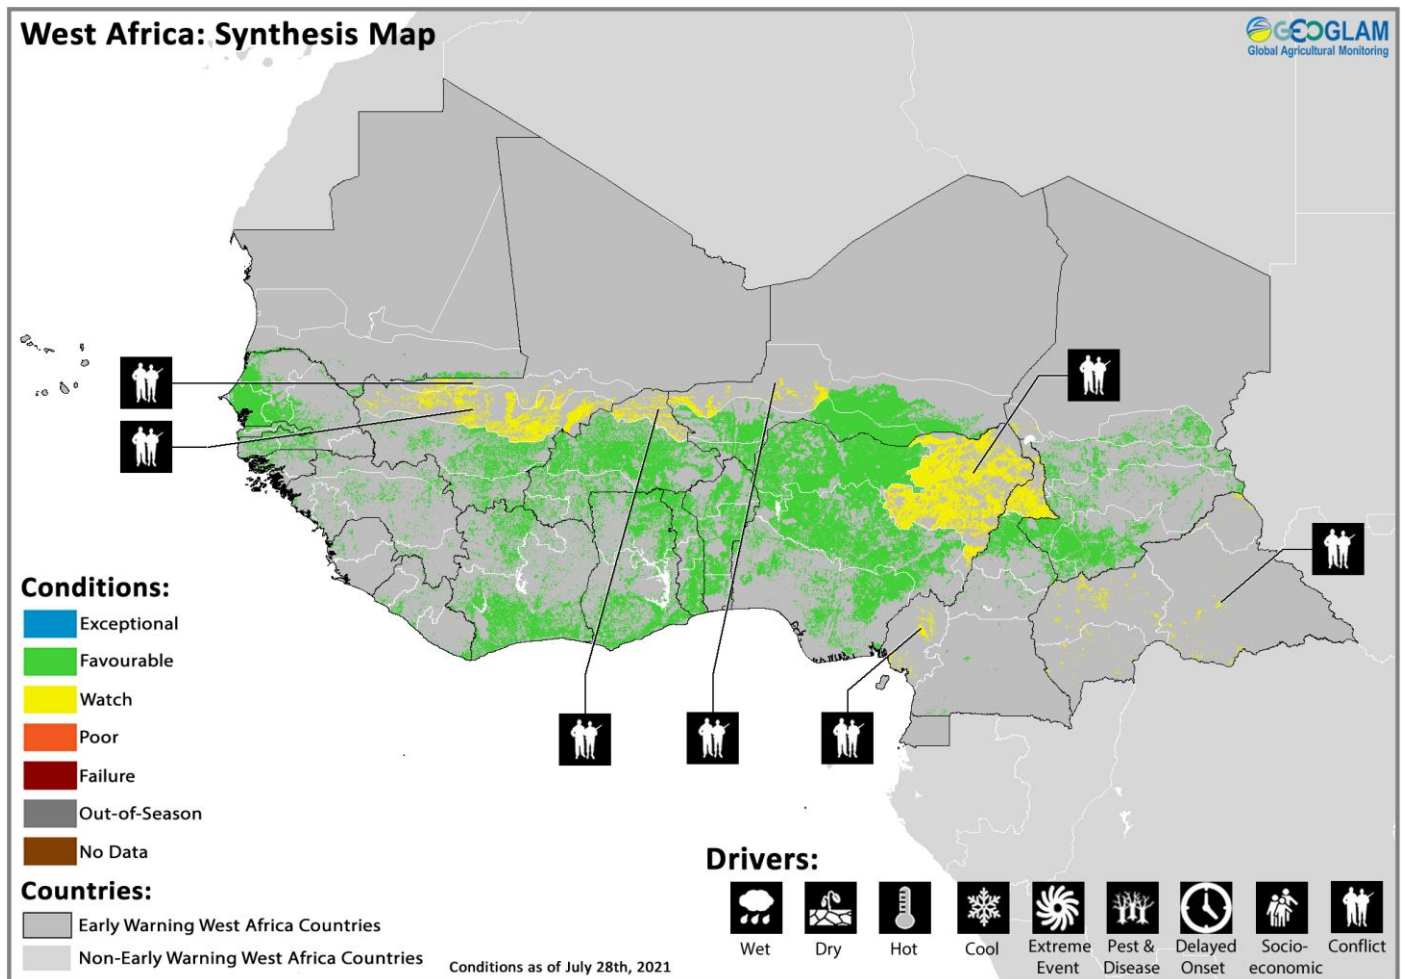 West Africa: Synthesis Map
GEOGLAM
Global Agricultural Monitoring
Conditions:
Exceptional
Favourable
Watch
Poor
Failure
Out-of-Season
No Data
Countries:
Early Warning West Africa Countries
Non-Early Warning West Africa Countries
Conditions as of July 28th, 2021
Drivers:
Wet
Dry
Hot
Cool
Extreme
Event
Pest &
Disease
Delayed
Onset
Socio-
economic
Conflict